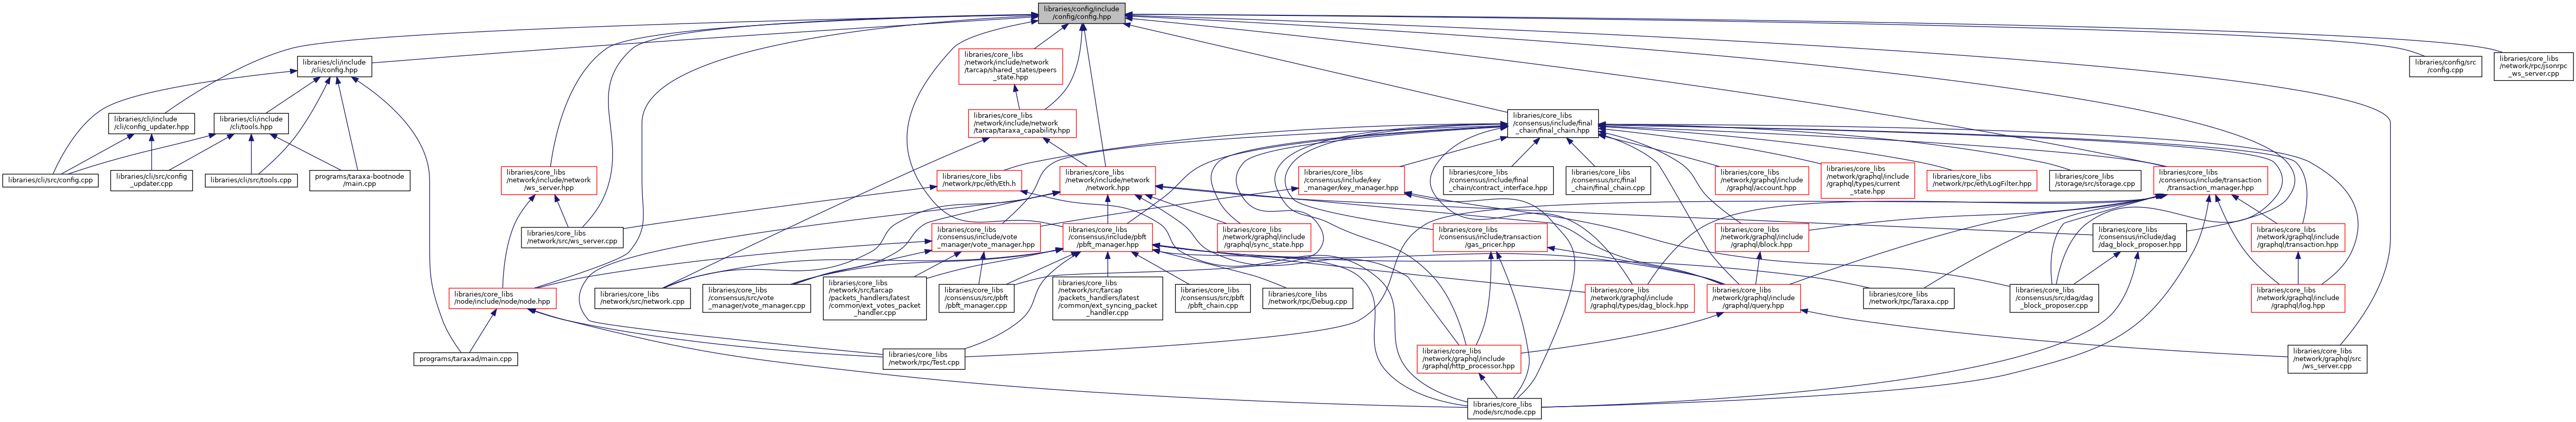 libraries/config/include
/config/config.hpp
libraries/cli/include
/cli/config.hpp
libraries/core_libs
/network/include/network
/tarcap/shared_states/peers
_state.hpp
libraries/config/src
/config.cpp
libraries/core_libs
/network/rpc/jsonrpc
_ws_server.cpp
libraries/cli/include
/cli/config_updater.hpp
libraries/cli/include
/cli/tools.hpp
libraries/core_libs
/network/include/network
/tarcap/taraxa_capability.hpp
libraries/core_libs
/consensus/include/final
_chain/final_chain.hpp
libraries/cli/src/config.cpp
libraries/cli/src/config
_updater.cpp
libraries/cli/src/tools.cpp
programs/taraxa-bootnode
/main.cpp
libraries/core_libs
/network/include/network
/ws_server.hpp
libraries/core_libs
/network/rpc/eth/Eth.h
libraries/core_libs
/network/include/network
/network.hpp
libraries/core_libs
/consensus/include/key
_manager/key_manager.hpp
libraries/core_libs
/consensus/include/final
_chain/contract_interface.hpp
libraries/core_libs
/consensus/src/final
_chain/final_chain.cpp
libraries/core_libs
/network/graphql/include
/graphql/account.hpp
libraries/core_libs
/network/graphql/include
/graphql/types/current
_state.hpp
libraries/core_libs
/network/rpc/eth/LogFilter.hpp
libraries/core_libs
/storage/src/storage.cpp
libraries/core_libs
/consensus/include/transaction
/transaction_manager.hpp
libraries/core_libs
/network/src/ws_server.cpp
libraries/core_libs
/consensus/include/vote
_manager/vote_manager.hpp
libraries/core_libs
/consensus/include/pbft
/pbft_manager.hpp
libraries/core_libs
/network/graphql/include
/graphql/sync_state.hpp
libraries/core_libs
/consensus/include/transaction
/gas_pricer.hpp
libraries/core_libs
/network/graphql/include
/graphql/block.hpp
libraries/core_libs
/consensus/include/dag
/dag_block_proposer.hpp
libraries/core_libs
/network/graphql/include
/graphql/transaction.hpp
libraries/core_libs
/node/include/node/node.hpp
libraries/core_libs
/network/src/network.cpp
libraries/core_libs
/consensus/src/vote
_manager/vote_manager.cpp
libraries/core_libs
/network/src/tarcap
/packets_handlers/latest
/common/ext_votes_packet
_handler.cpp
libraries/core_libs
/consensus/src/pbft
/pbft_manager.cpp
libraries/core_libs
/network/src/tarcap
/packets_handlers/latest
/common/ext_syncing_packet
_handler.cpp
libraries/core_libs
/consensus/src/pbft
/pbft_chain.cpp
libraries/core_libs
/network/rpc/Debug.cpp
libraries/core_libs
/network/graphql/include
/graphql/types/dag_block.hpp
libraries/core_libs
/network/graphql/include
/graphql/query.hpp
libraries/core_libs
/network/rpc/Taraxa.cpp
libraries/core_libs
/consensus/src/dag/dag
_block_proposer.cpp
libraries/core_libs
/network/graphql/include
/graphql/log.hpp
programs/taraxad/main.cpp
libraries/core_libs
/network/rpc/Test.cpp
libraries/core_libs
/network/graphql/include
/graphql/http_processor.hpp
libraries/core_libs
/network/graphql/src
/ws_server.cpp
libraries/core_libs
/node/src/node.cpp